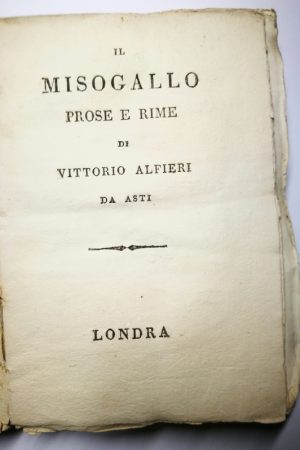 IL
MISOGALLO
PROSE E RIME
DI
VITTORIO ALFIERI
DA ASTI
LONDRA